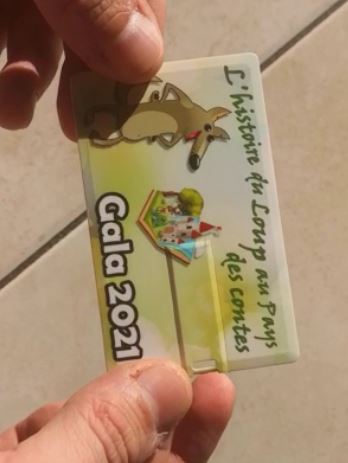 L'histoire du Loup au Pays
des contes
Gala 2021